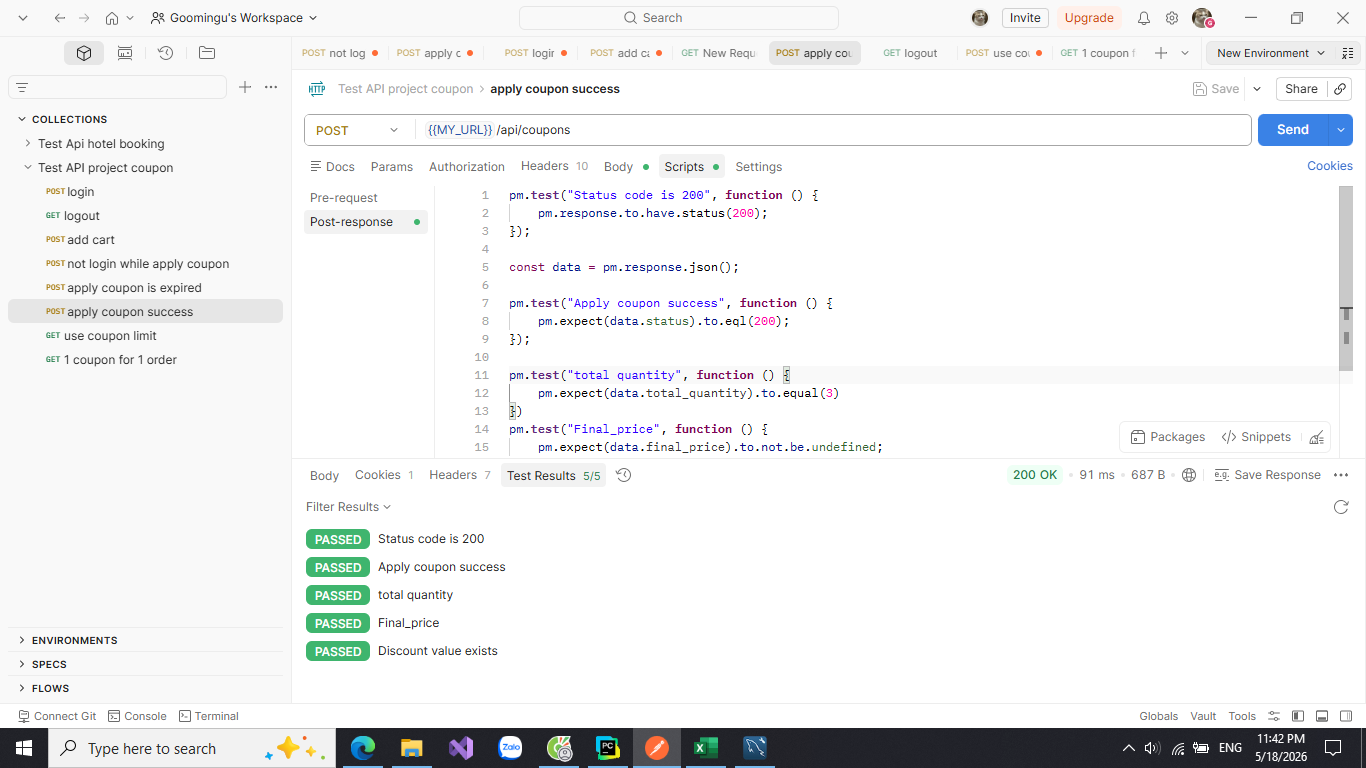 Goomingu's Workspace
Search
Invite
Upgrade
POST not log
POST apply c
POST login
POST add ca
GET New Requ
POST apply cou
GET logout
POST use cou
GET 1 coupon f
New Environment
HTTP Test API project coupon > apply coupon success
Save
Share
COLLECTIONS
Test Api hotel booking
Test API project coupon
POST login
GET logout
POST add cart
POST not login while apply coupon
POST apply coupon is expired
POST apply coupon success
GET use coupon limit
GET 1 coupon for 1 order
ENVIRONMENTS
SPECS
FLOWS
POST
{{MY_URL}} /api/coupons
Send
Docs Params Authorization Headers 10 Body Scripts Settings
Cookies
Pre-request
Post-response
1 pm.test("Status code is 200", function () {
2 pm.response.to.have.status(200);
3 });
4
5 const data = pm.response.json();
6
7 pm.test("Apply coupon success", function () {
8 pm.expect(data.status).to.eql(200);
9 });
10
11 pm.test("total quantity", function () {
12 pm.expect(data.total_quantity).to.equal(3)
13 })
14 pm.test("Final_price", function () {
15 pm.expect(data.final_price).to.not.be.undefined;
Packages
Snippets
Body Cookies 1 Headers 7 Test Results 5/5
200 OK • 91 ms • 687 B
e.g. Save Response
Filter Results
PASSED Status code is 200
PASSED Apply coupon success
PASSED total quantity
PASSED Final_price
PASSED Discount value exists
Connect Git Console Terminal
Globals Vault Tools
Type here to search
Zalo
PC
ENG
11:42 PM
5/18/2026